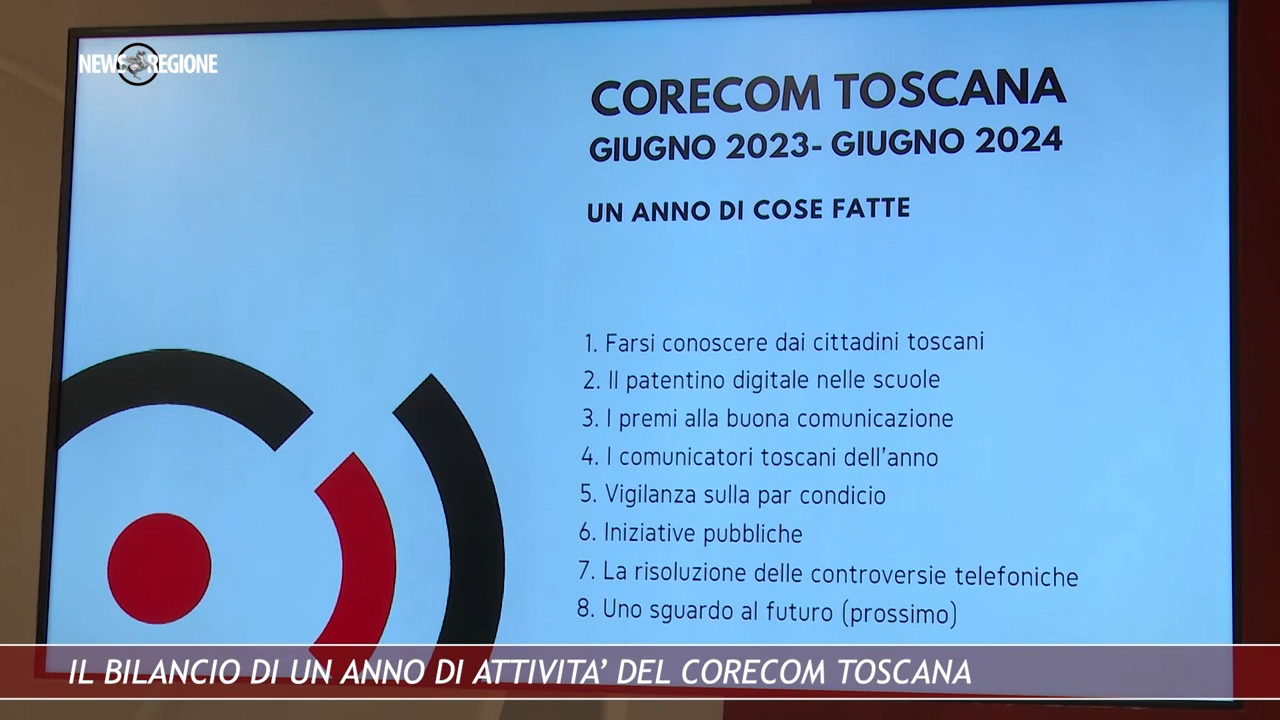 NEWS REGIONE
CORECOM TOSCANA
GIUGNO 2023- GIUGNO 2024
UN ANNO DI COSE FATTE
1. Farsi conoscere dai cittadini toscani
2. Il patentino digitale nelle scuole
3. I premi alla buona comunicazione
4. I comunicatori toscani dell'anno
5. Vigilanza sulla par condicio
6. Iniziative pubbliche
7. La risoluzione delle controversie telefoniche
8. Uno sguardo al futuro (prossimo)
IL BILANCIO DI UN ANNO DI ATTIVITA' DEL CORECOM TOSCANA